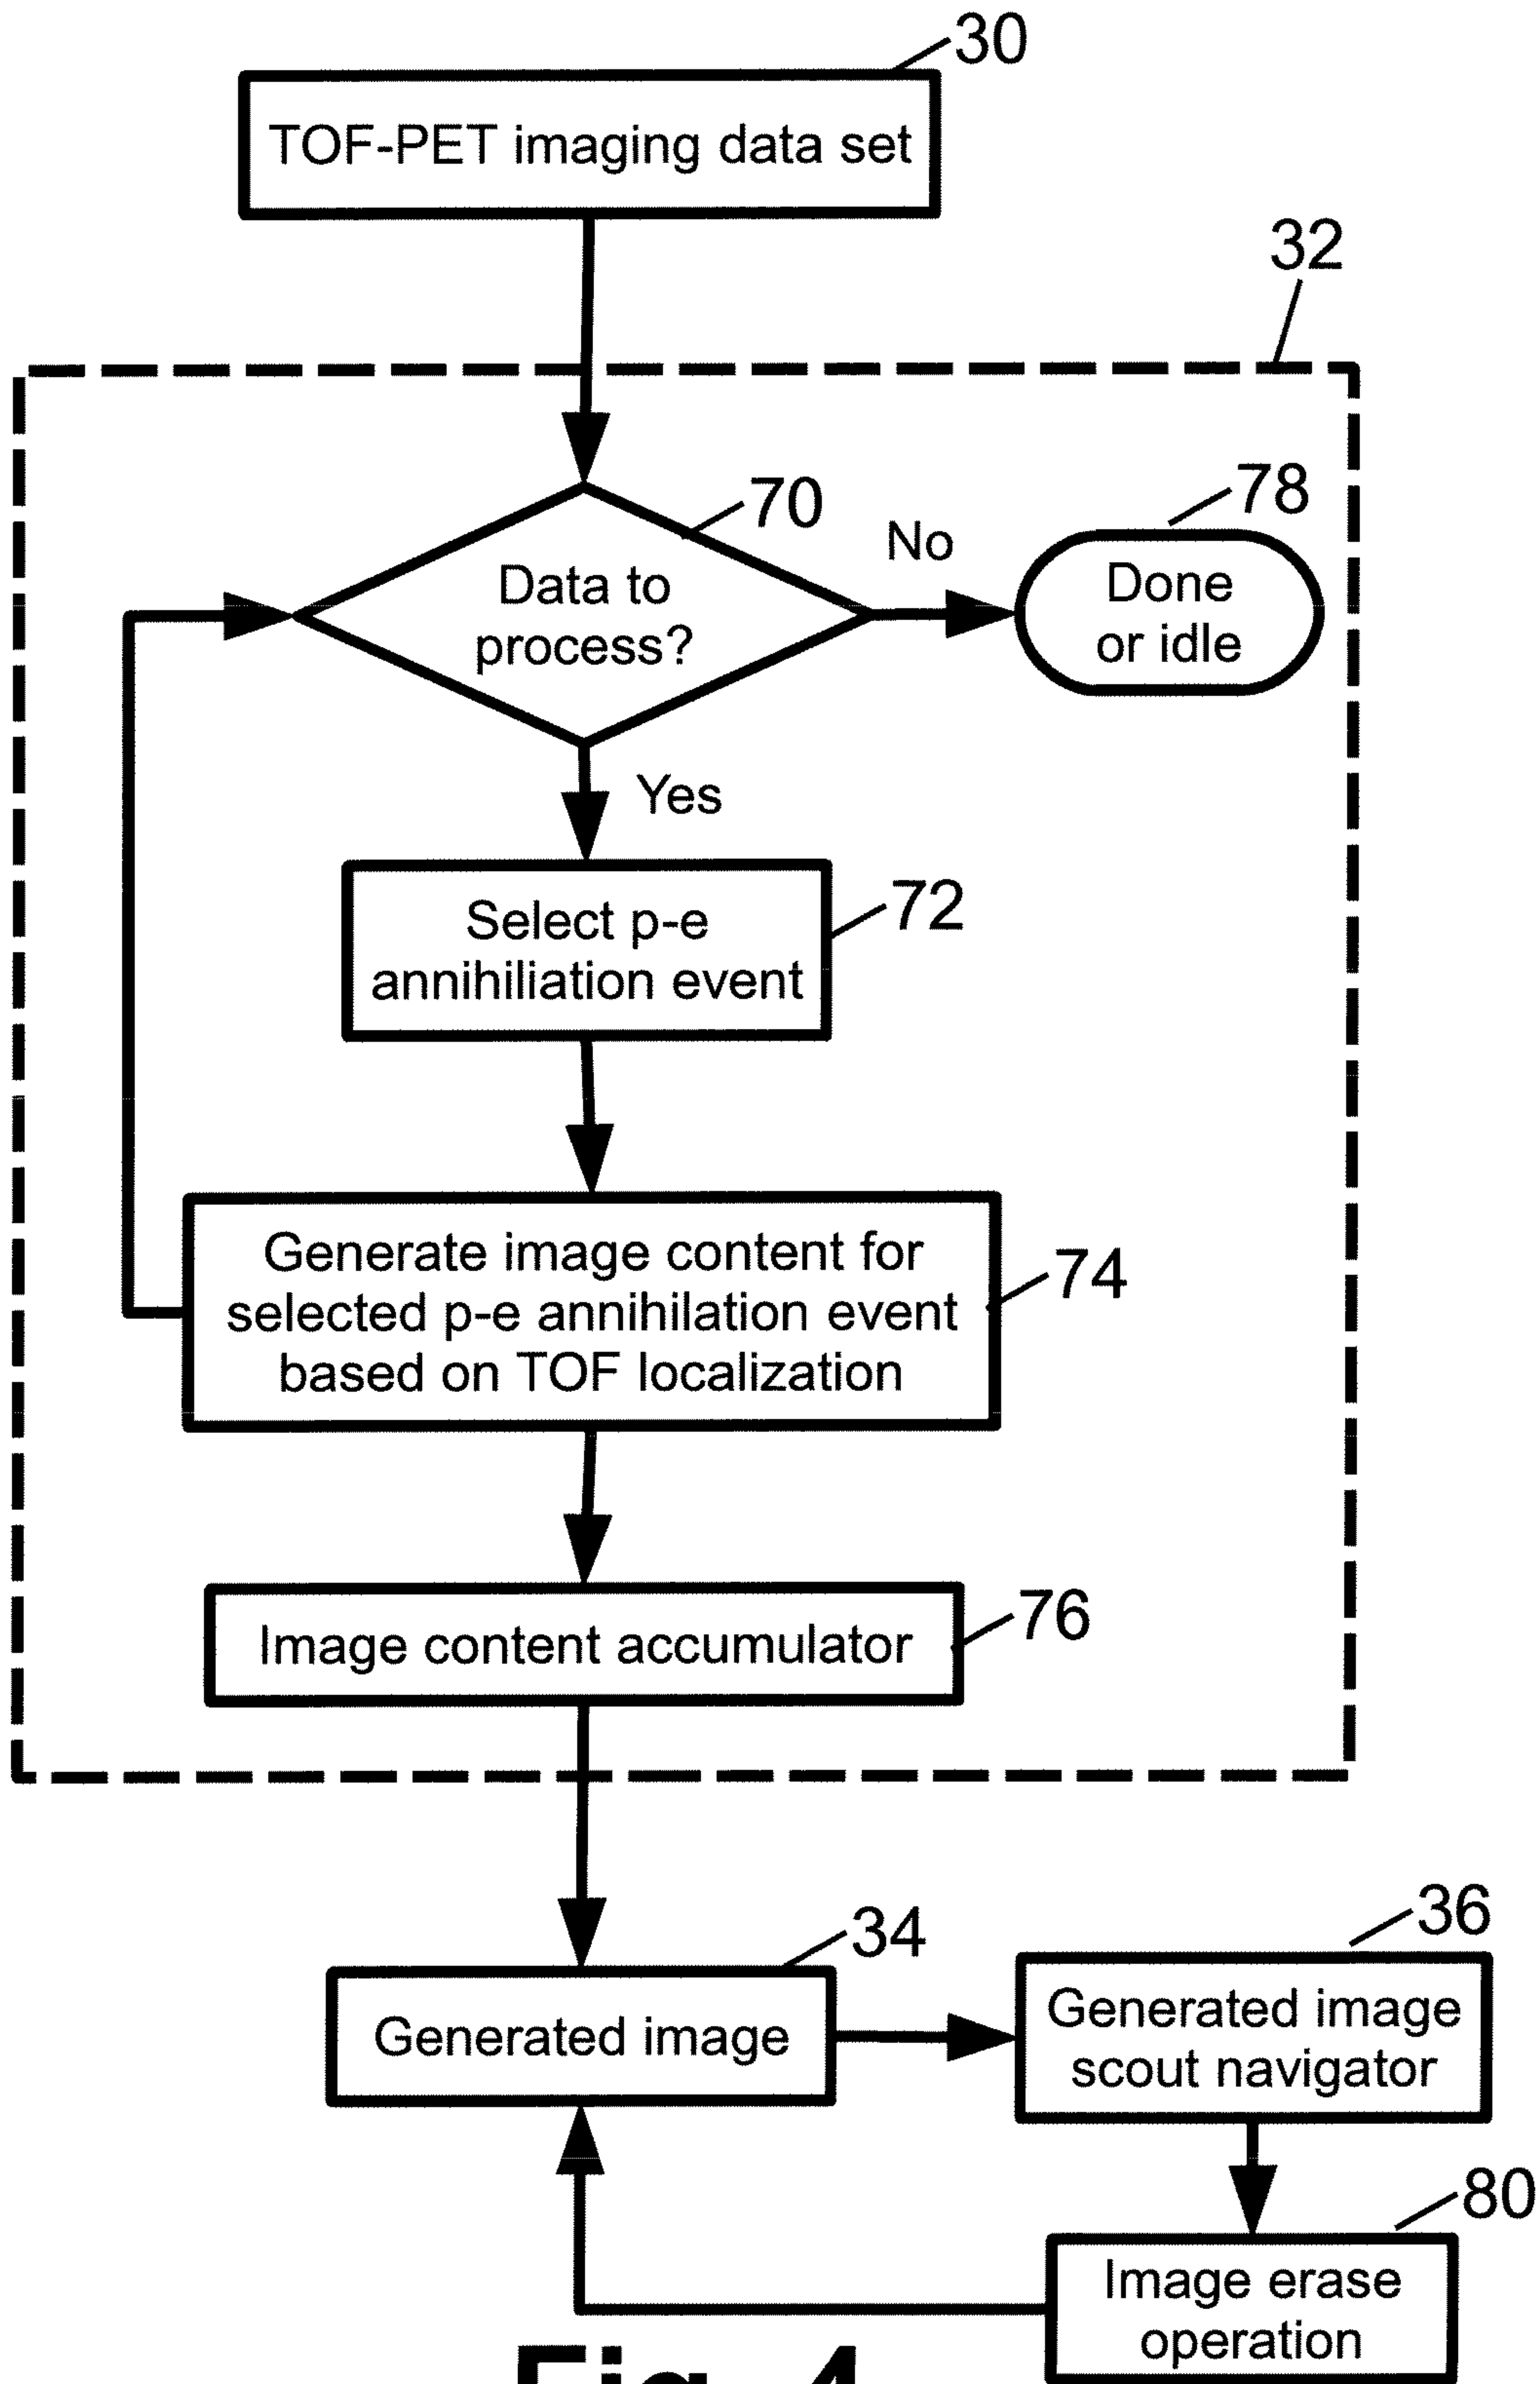 30
TOF-PET imaging data set
32
70
Data to
process?
No
78
Done
or idle
Yes
Select p-e
annihiliation event
72
Generate image content for
selected p-e annihilation event
based on TOF localization
74
Image content accumulator
76
34
Generated image
36
Generated image
scout navigator
80
Image erase
operation
Fig. 4